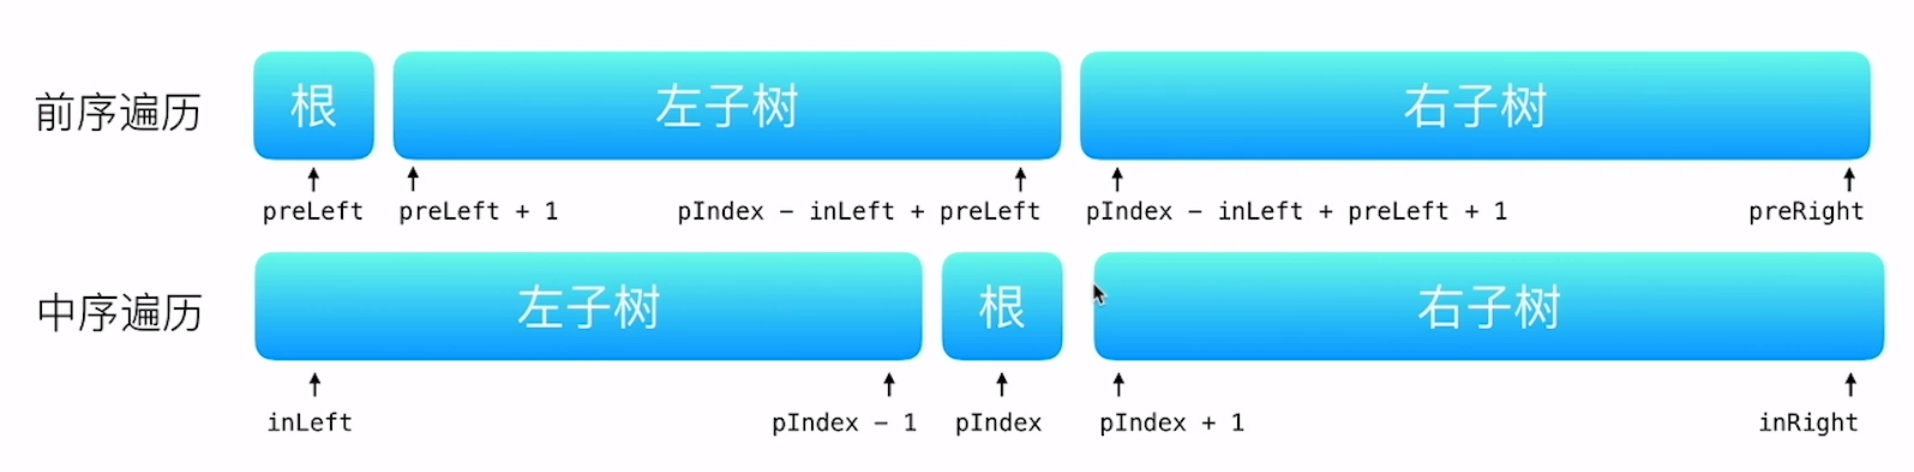 前序遍历 根 左子树 右子树
preLeft preLeft + 1 pIndex − inLeft + preLeft pIndex − inLeft + preLeft + 1 preRight
中序遍历 左子树 根 右子树
inLeft pIndex − 1 pIndex pIndex + 1 inRight